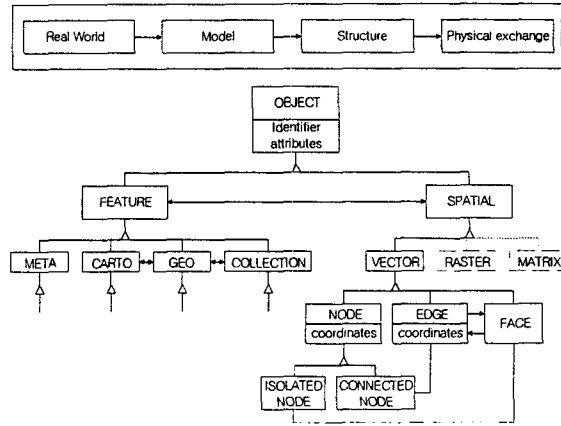 Real World Model Structure Physical exchange
OBJECT
Identifier
attributes
FEATURE SPATIAL
META CARTO GEO COLLECTION VECTOR RASTER MATRIX
NODE EDGE FACE
coordinates coordinates
ISOLATED CONNECTED
NODE NODE